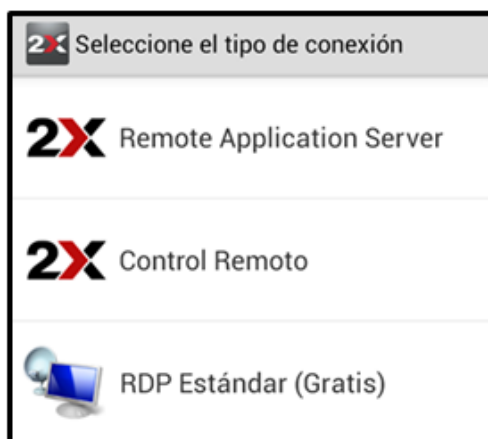 2X Seleccione el tipo de conexión
2X Remote Application Server
2X Control Remoto
RDP Estándar (Gratis)